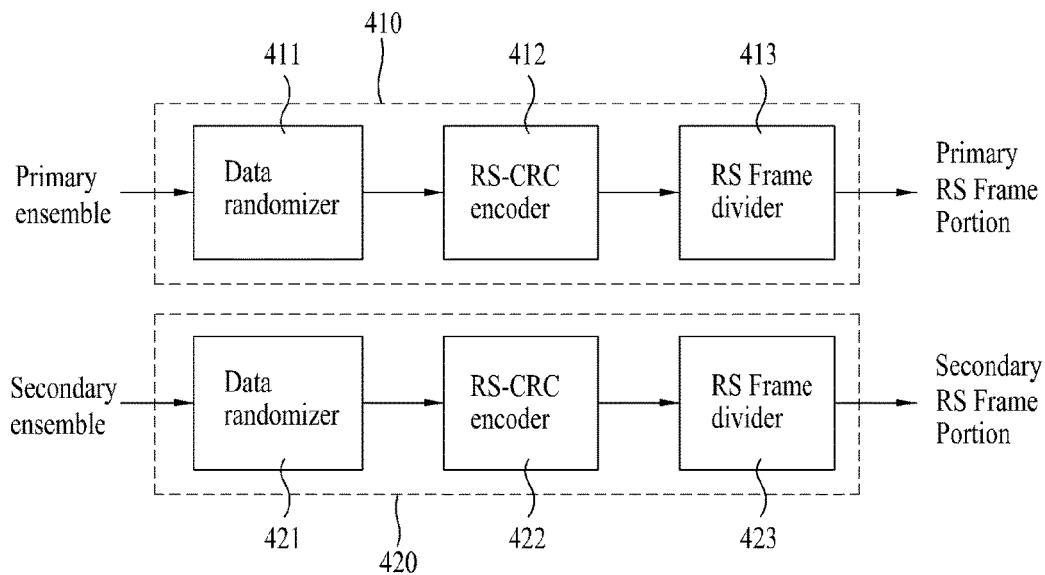 410
411
412
413
Primary
ensemble
Data
randomizer
RS-CRC
encoder
RS Frame
divider
Primary
RS Frame
Portion
Secondary
ensemble
Data
randomizer
RS-CRC
encoder
RS Frame
divider
Secondary
RS Frame
Portion
421
422
423
420